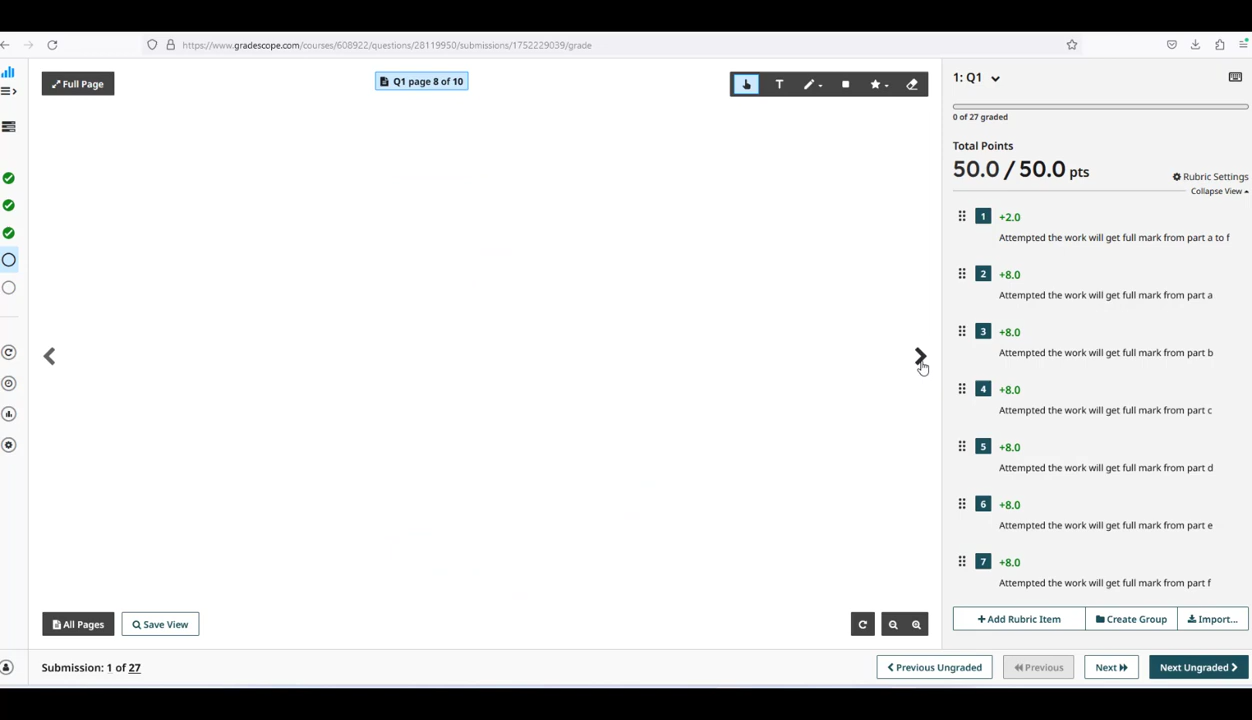 https://www.gradescope.com/courses/608922/questions/28119950/submissions/1752229039/grade
Full Page
Q1 page 8 of 10
T
1: Q1
0 of 27 graded
Total Points
50.0 / 50.0 pts
Rubric Settings
Collapse View
1 +2.0
Attempted the work will get full mark from part a to f
2 +8.0
Attempted the work will get full mark from part a
3 +8.0
Attempted the work will get full mark from part b
4 +8.0
Attempted the work will get full mark from part c
5 +8.0
Attempted the work will get full mark from part d
6 +8.0
Attempted the work will get full mark from part e
7 +8.0
Attempted the work will get full mark from part f
All Pages
Save View
+ Add Rubric Item
Create Group
Import...
Submission: 1 of 27
Previous Ungraded
Previous
Next
Next Ungraded